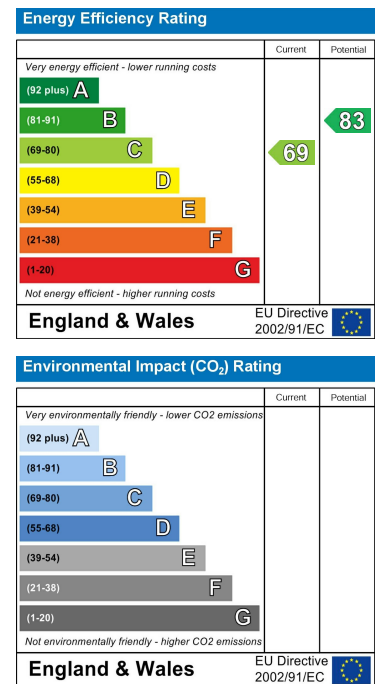 Energy Efficiency Rating
Current Potential
Very energy efficient - lower running costs
(92 plus) A
(81-91) B
83
(69-80) C
69
(55-68) D
(39-54) E
(21-38) F
(1-20) G
Not energy efficient - higher running costs
England & Wales
EU Directive
2002/91/EC
Environmental Impact (CO₂) Rating
Current Potential
Very environmentally friendly - lower CO2 emissions
(92 plus) A
(81-91) B
(69-80) C
(55-68) D
(39-54) E
(21-38) F
(1-20) G
Not environmentally friendly - higher CO2 emissions
England & Wales
EU Directive
2002/91/EC